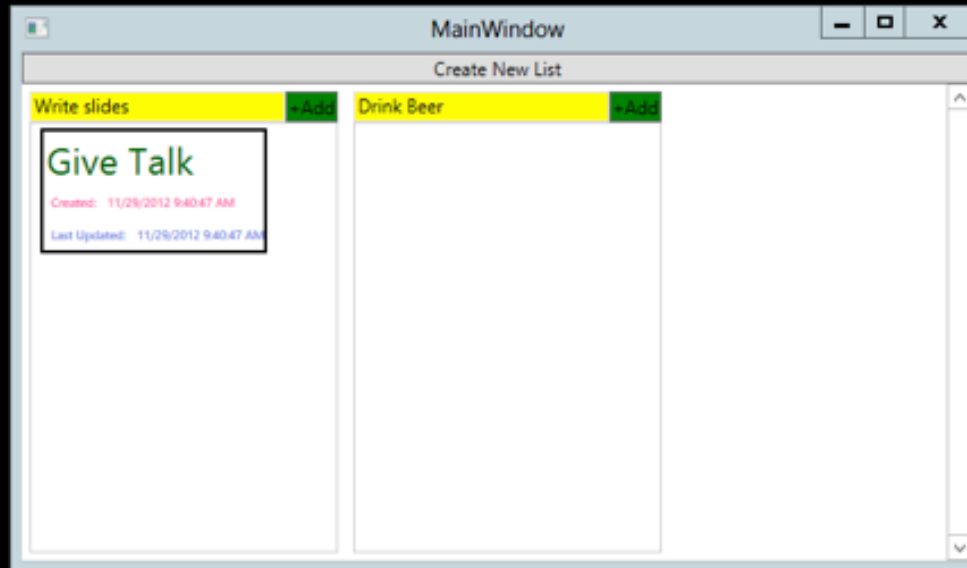 MainWindow
Create New List
Write slides +Add
Drink Beer +Add
Give Talk
Created: 11/29/2012 9:40:47 AM
Last Updated: 11/29/2012 9:40:47 AM